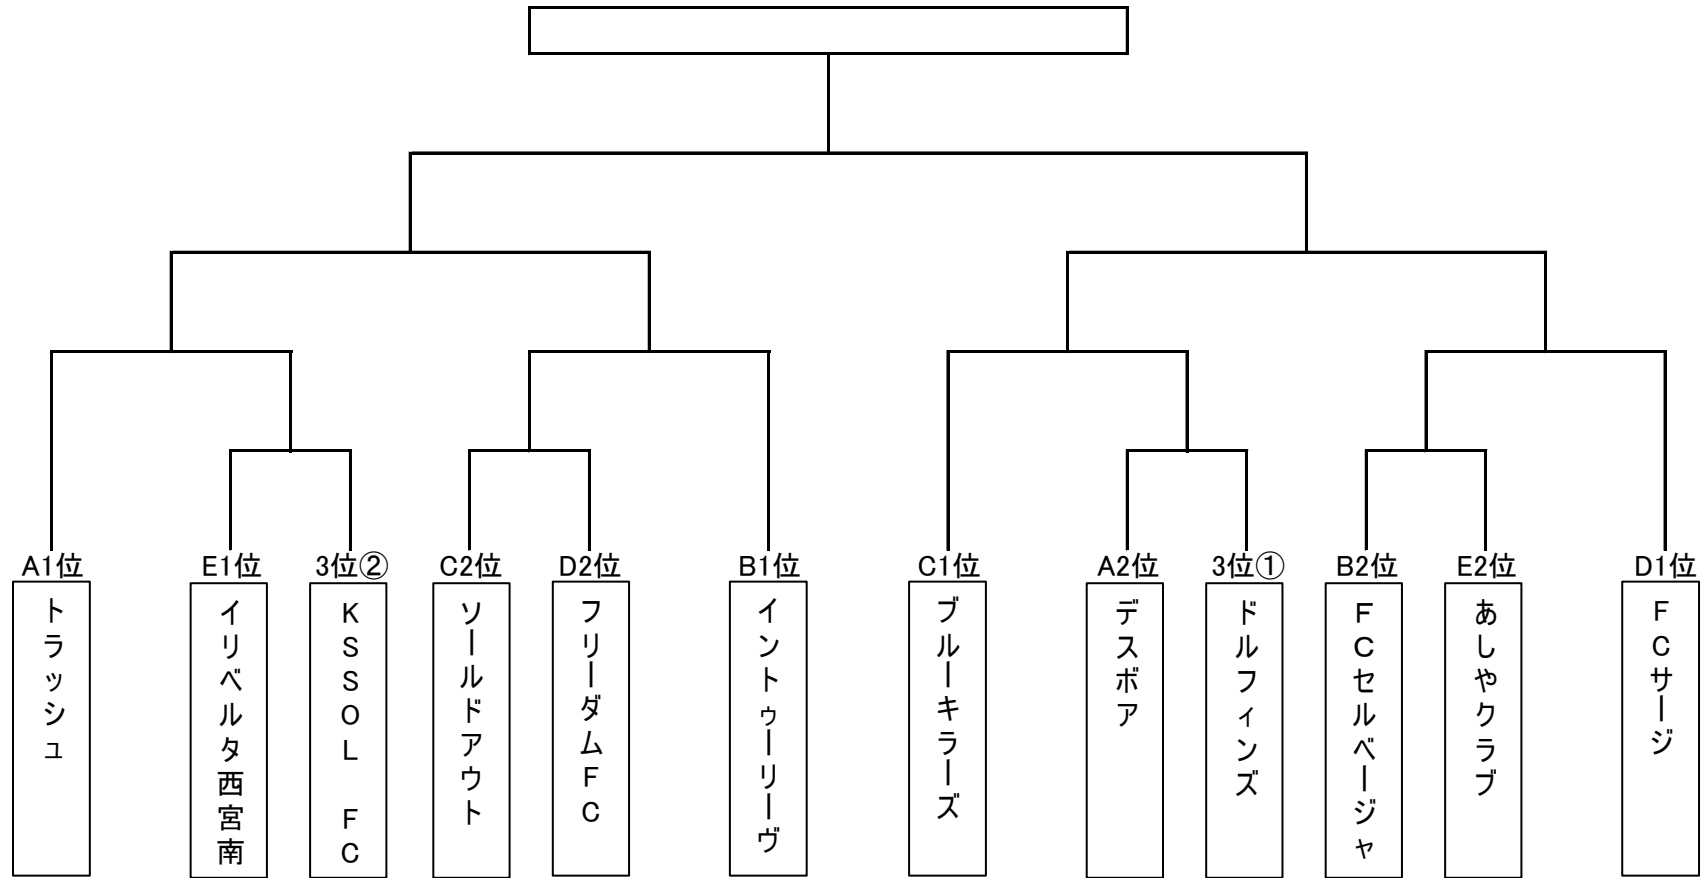 A1位
E1位
3位②
C2位
D2位
B1位
C1位
A2位
3位①
B2位
E2位
D1位
トラッシュ
イリベルタ西宮南
KSSOL FC
ソールドアウト
フリーダムFC
イントゥーリーヴ
ブルーキラーズ
デスボア
ドルフィンズ
FCセルベージャ
あしやクラブ
FCサージ